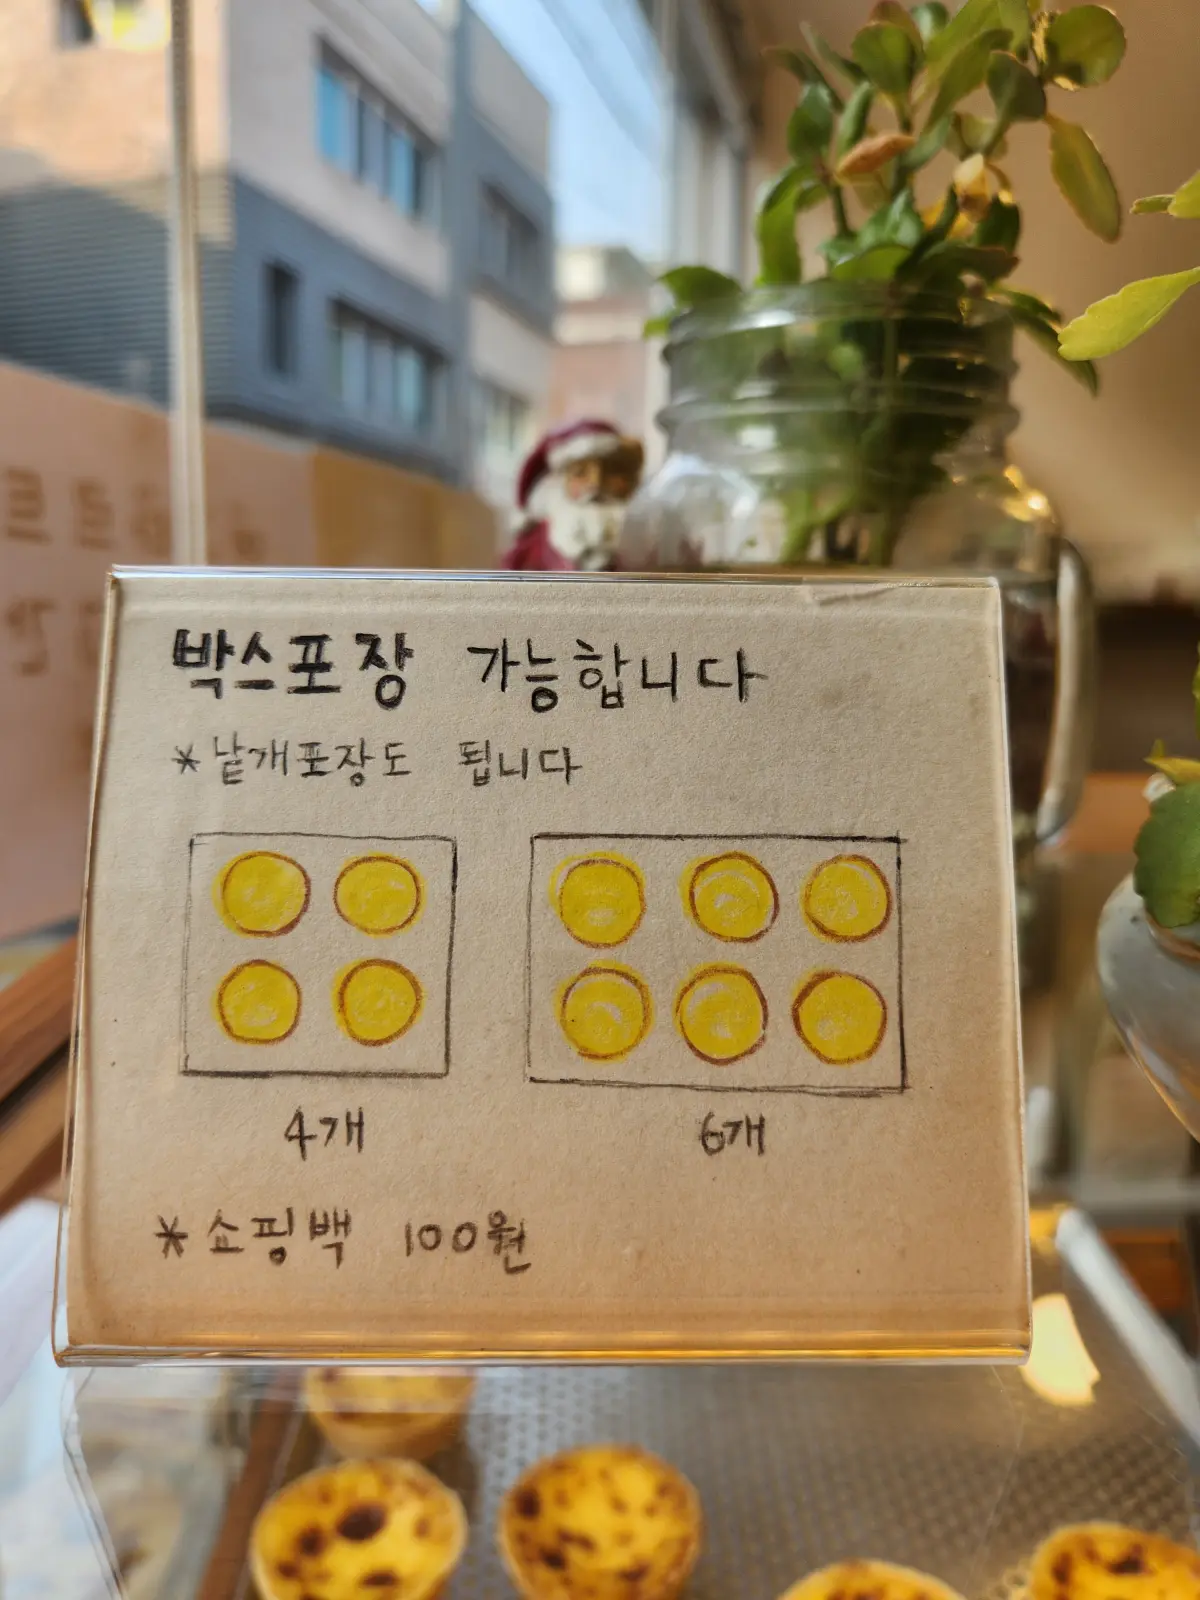 박스포장 가능합니다
*낱개포장도 됩니다
4개
6개
*쇼핑백 100원